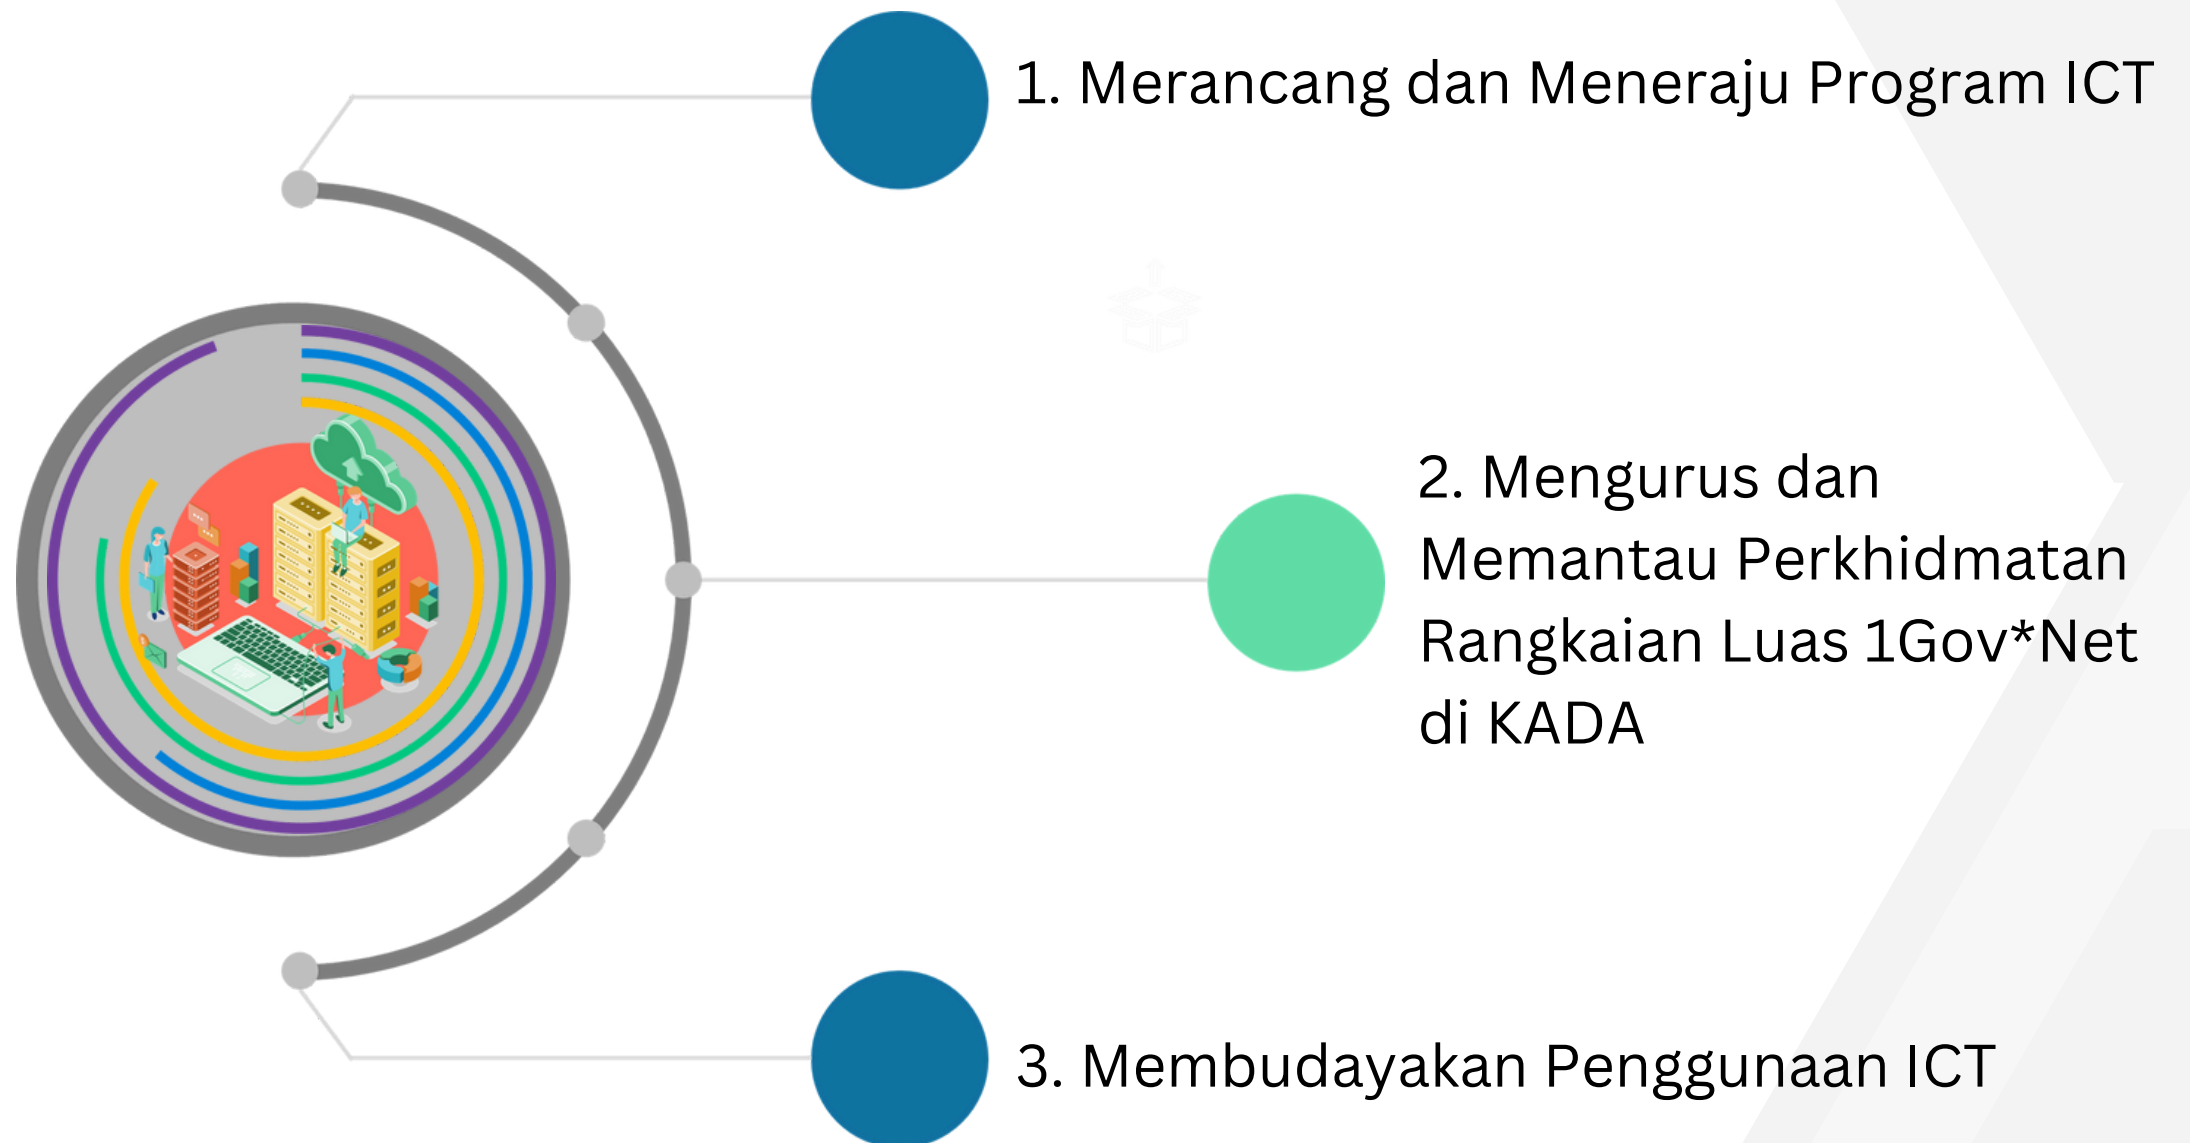 1. Merancang dan Meneraju Program ICT
2. Mengurus dan
Memantau Perkhidmatan
Rangkaian Luas 1Gov*Net
di KADA
3. Membudayakan Penggunaan ICT